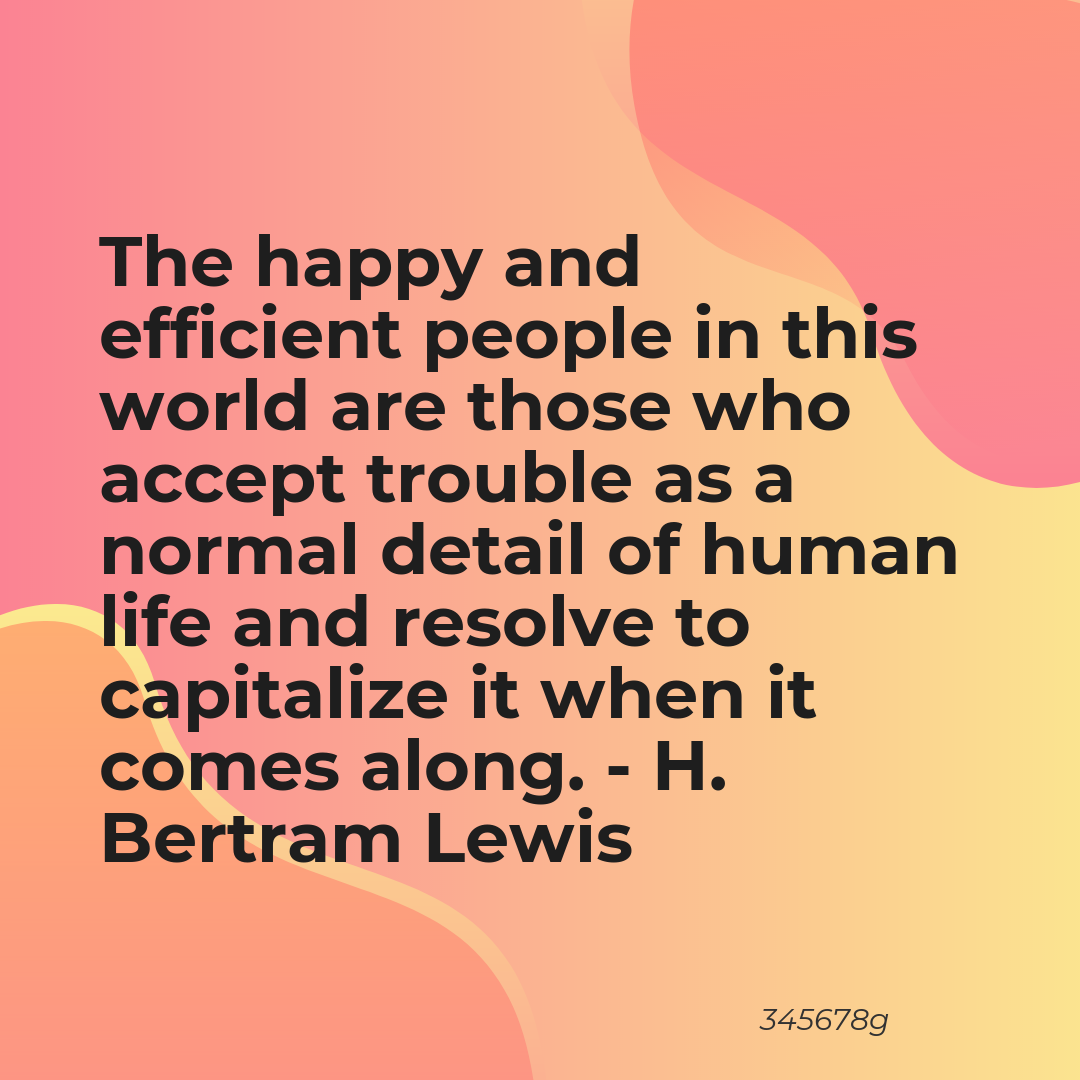 The happy and
efficient people in this
world are those who
accept trouble as a
normal detail of human
life and resolve to
capitalize it when it
comes along. - H.
Bertram Lewis
345678g